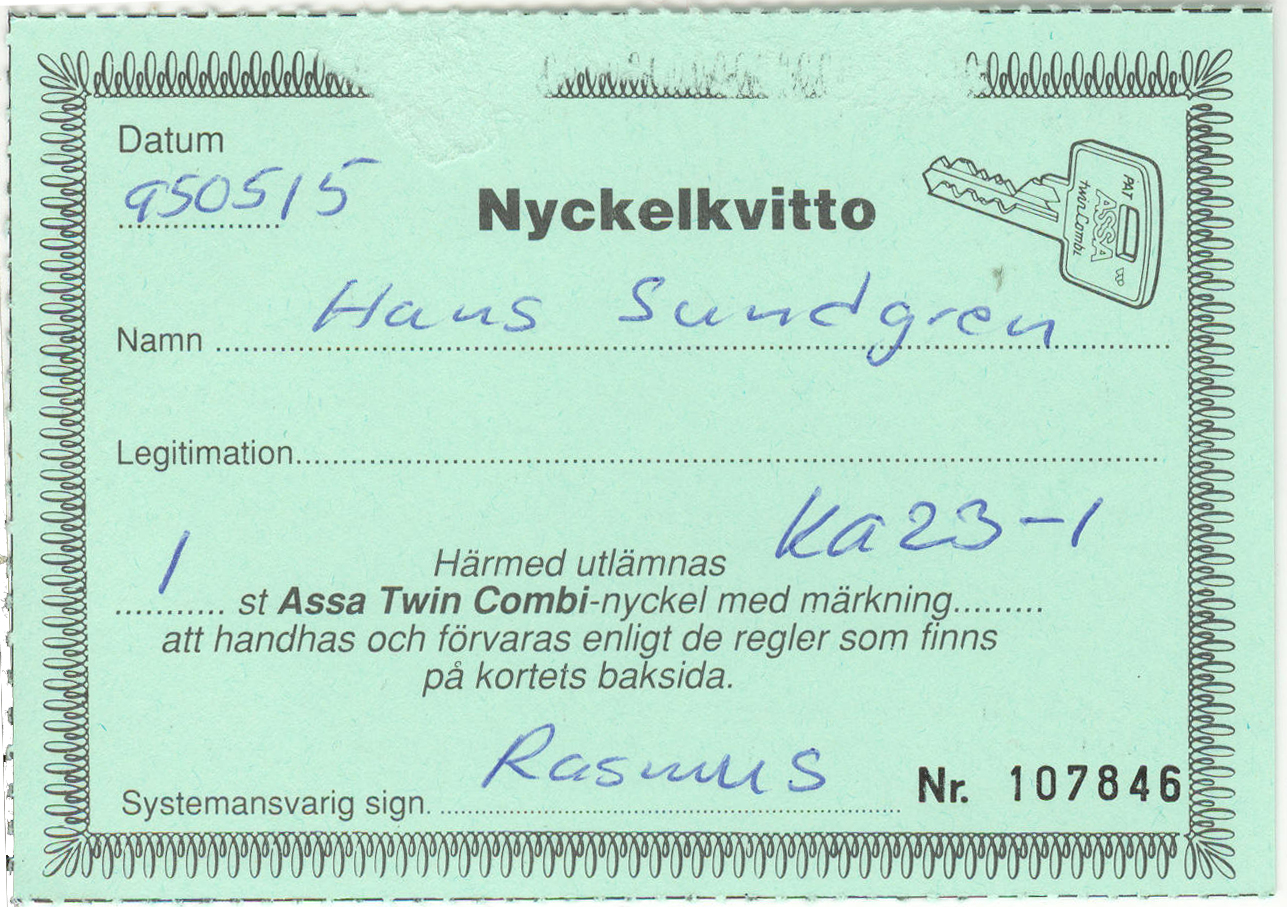 Datum
950515
Nyckelkvitto
PAT
ASSA
twin Combi
Namn Hans Sundgren
Legitimation
Ka23-1
Härmed utlämnas
1 st Assa Twin Combi-nyckel med märkning
att handhas och förvaras enligt de regler som finns
på kortets baksida.
Systemansvarig sign. Rasmus
Nr. 107846